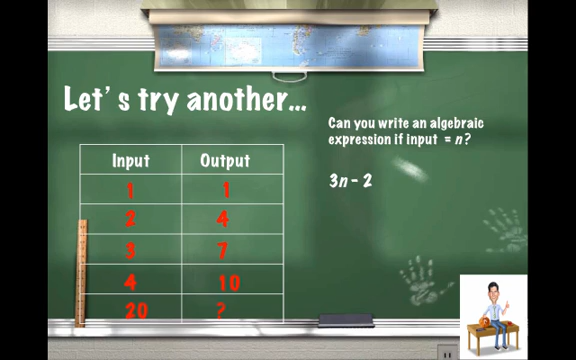 Let's try another...
Can you write an algebraic
expression if input = n?
3n - 2
Input Output
1 1
2 4
3 7
4 10
20 ?